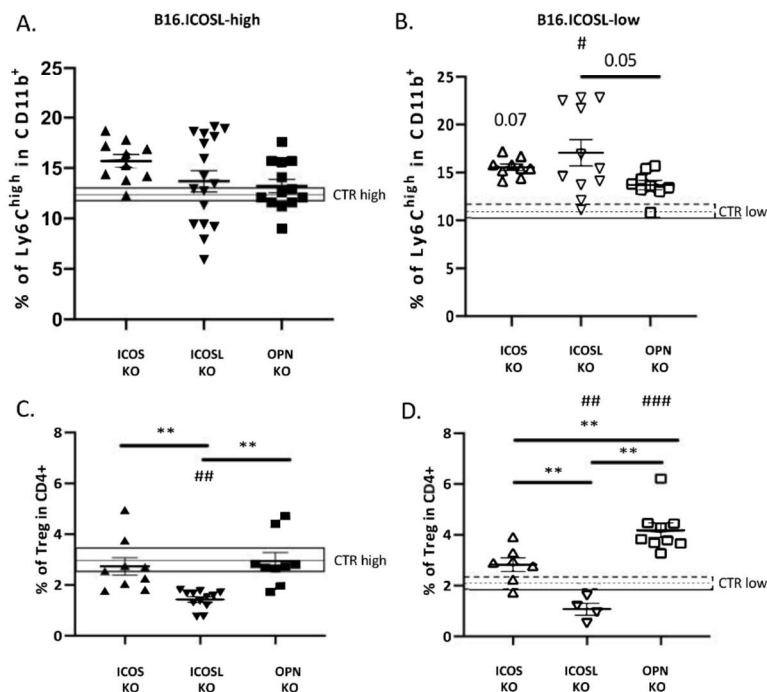 A.
B16.ICOSL-high
% of Ly6C^high in CD11b^+
25
20
15
10
5
0
CTR high
ICOS KO
ICOSL KO
OPN KO
B.
B16.ICOSL-low
#
0.05
0.07
% of Ly6C^high in CD11b^+
25
20
15
10
5
0
CTR low
ICOS KO
ICOSL KO
OPN KO
C.
**
**
##
% of Treg in CD4+
8
6
4
2
0
CTR high
ICOS KO
ICOSL KO
OPN KO
D.
##
###
**
**
**
% of Treg in CD4+
8
6
4
2
0
CTR low
ICOS KO
ICOSL KO
OPN KO